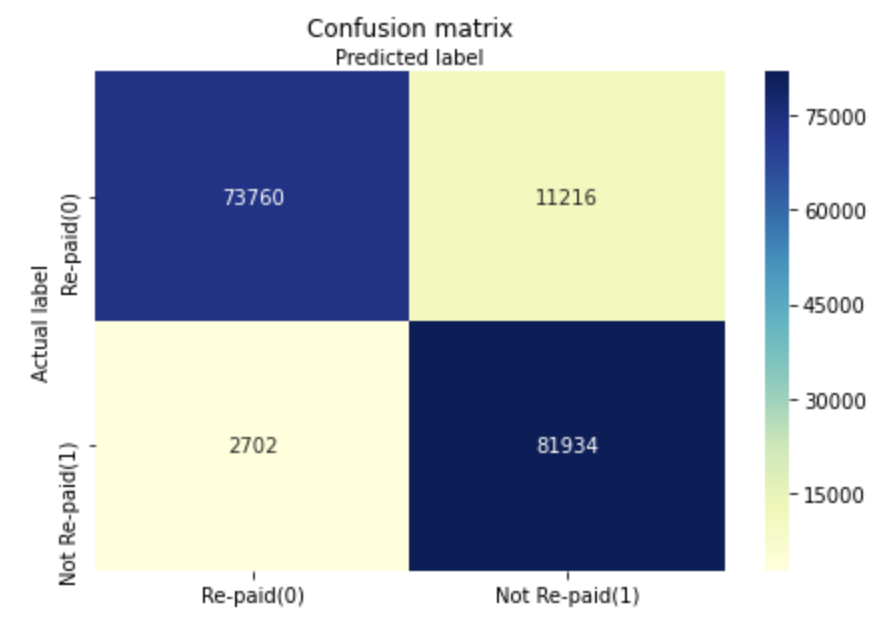 Confusion matrix
Predicted label
Actual label
Re-paid(0)
73760
11216
Not Re-paid(1)
2702
81934
Re-paid(0)
Not Re-paid(1)
75000
60000
45000
30000
15000